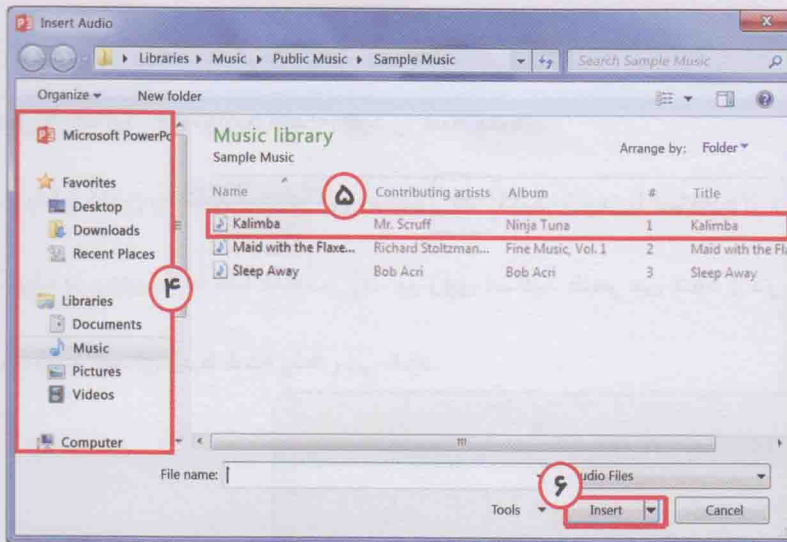 Insert Audio
Libraries ▸ Music ▸ Public Music ▸ Sample Music
Search Sample Music
Organize New folder
Microsoft PowerPo
Favorites
Desktop
Downloads
Recent Places
Libraries
Documents
Music
Pictures
Videos
Computer
۴
Music library
Sample Music
Arrange by: Folder
Name ۵ Contributing artists Album # Title
Kalimba Mr. Scruff Ninja Tuna 1 Kalimba
Maid with the Flaxe... Richard Stoltzman... Fine Music, Vol. 1 2 Maid with the Fla
Sleep Away Bob Acri Bob Acri 3 Sleep Away
File name: udio Files
۶
Tools Insert Cancel